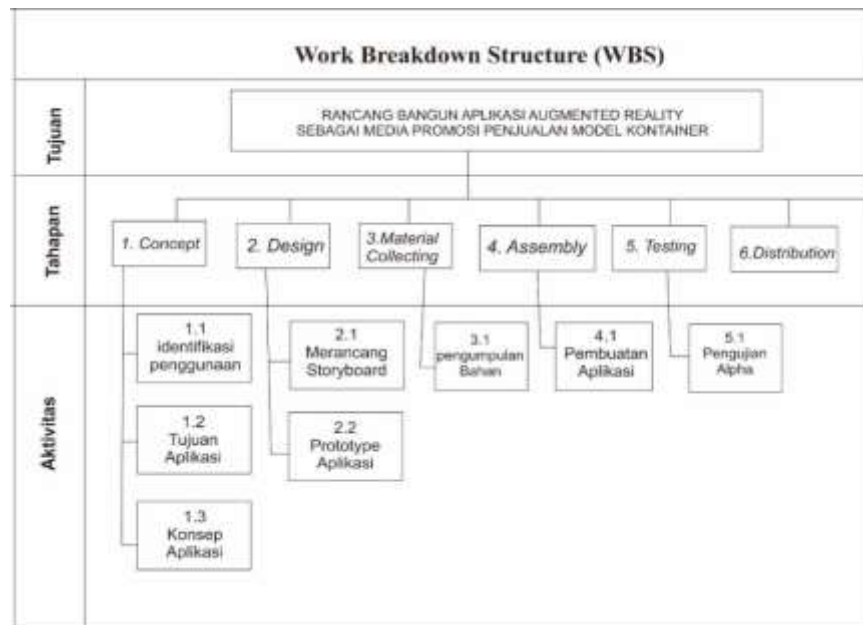 Work Breakdown Structure (WBS)
Tujuan
RANCANG BANGUN APLIKASI AUGMENTED REALITY
SEBAGAI MEDIA PROMOSI PENJUALAN MODEL KONTAINER
Tahapan
1. Concept
2. Design
3.Material
Collecting
4. Assembly
5. Testing
6.Distribution
Aktivitas
1.1
identifikasi
penggunaan
1.2
Tujuan
Aplikasi
1.3
Konsep
Aplikasi
2.1
Merancang
Storyboard
2.2
Prototype
Aplikasi
3.1
pengumpulan
Bahan
4.1
Pembuatan
Aplikasi
5.1
Pengujian
Alpha